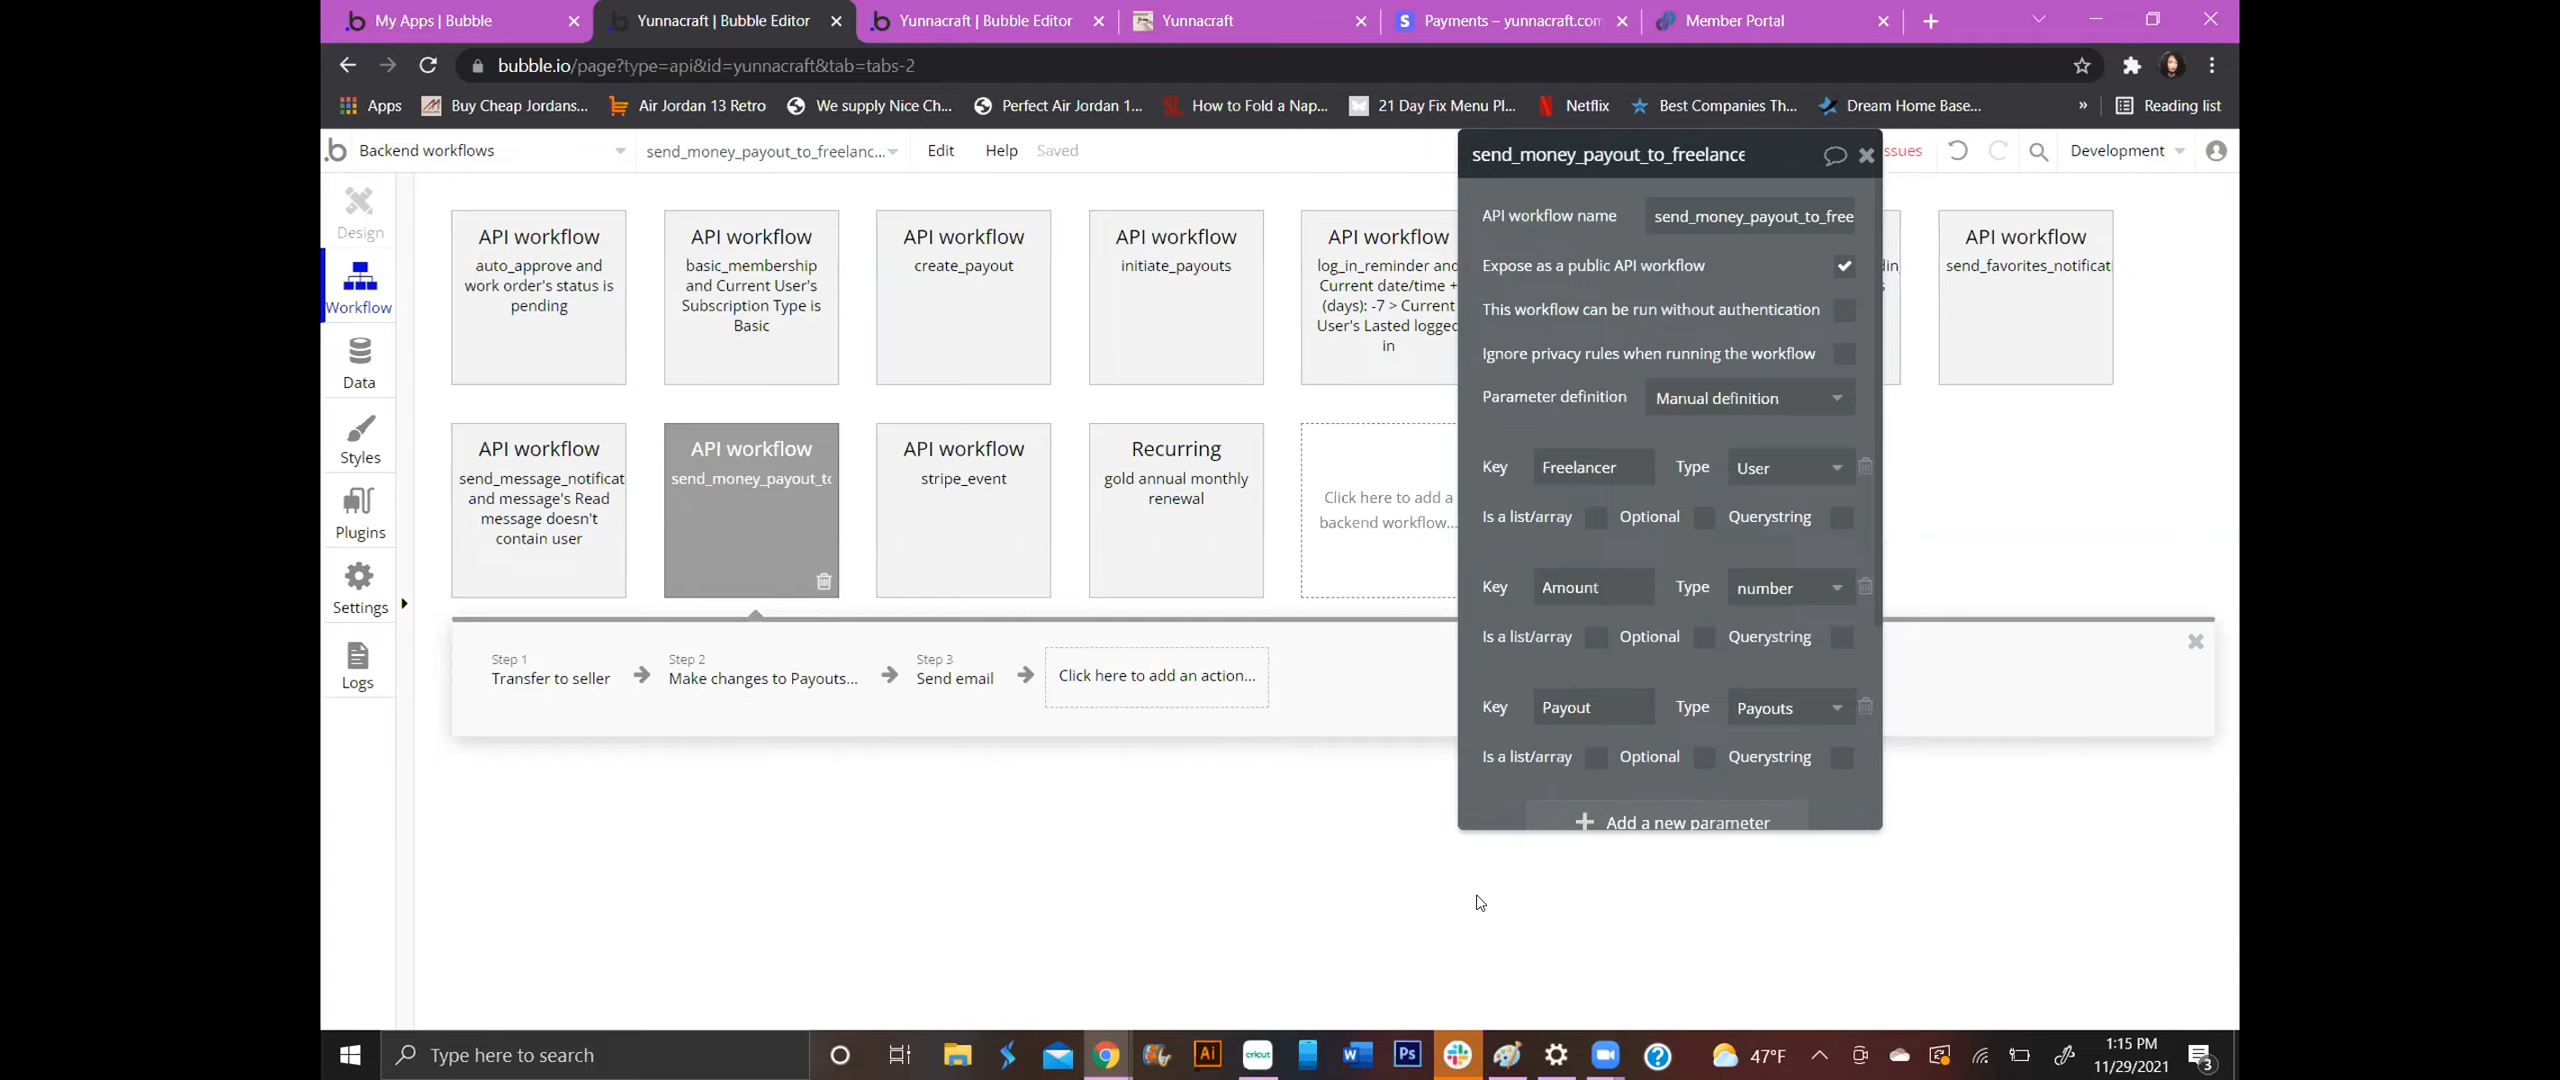 My Apps | Bubble
Yunnacraft | Bubble Editor
Yunnacraft | Bubble Editor
Yunnacraft
Payments – yunnacraft.com
Member Portal
bubble.io/page?type=api&id=yunnacraft&tab=tabs-2
Apps
Buy Cheap Jordans...
Air Jordan 13 Retro
We supply Nice Ch...
Perfect Air Jordan 1...
How to Fold a Nap...
21 Day Fix Menu Pl...
Netflix
Best Companies Th...
Dream Home Base...
»
Reading list
Backend workflows
send_money_payout_to_freelanc...
Edit
Help
Saved
ssues
Development
Design
Workflow
Data
Styles
Plugins
Settings
Logs
API workflow
auto_approve and
work order's status is
pending
API workflow
basic_membership
and Current User's
Subscription Type is
Basic
API workflow
create_payout
API workflow
initiate_payouts
API workflow
log_in_reminder and
Current date/time +
(days): -7 > Current
User's Lasted logged
in
API workflow
send_favorites_notificat
API workflow
send_message_notificat
and message's Read
message doesn't
contain user
API workflow
send_money_payout_to
API workflow
stripe_event
Recurring
gold annual monthly
renewal
Click here to add a
backend workflow...
Step 1
Transfer to seller
Step 2
Make changes to Payouts...
Step 3
Send email
Click here to add an action...
send_money_payout_to_freelance
API workflow name
send_money_payout_to_free
Expose as a public API workflow
This workflow can be run without authentication
Ignore privacy rules when running the workflow
Parameter definition
Manual definition
Key Freelancer Type User
Is a list/array Optional Querystring
Key Amount Type number
Is a list/array Optional Querystring
Key Payout Type Payouts
Is a list/array Optional Querystring
Add a new parameter
Type here to search
47°F
1:15 PM
11/29/2021
3